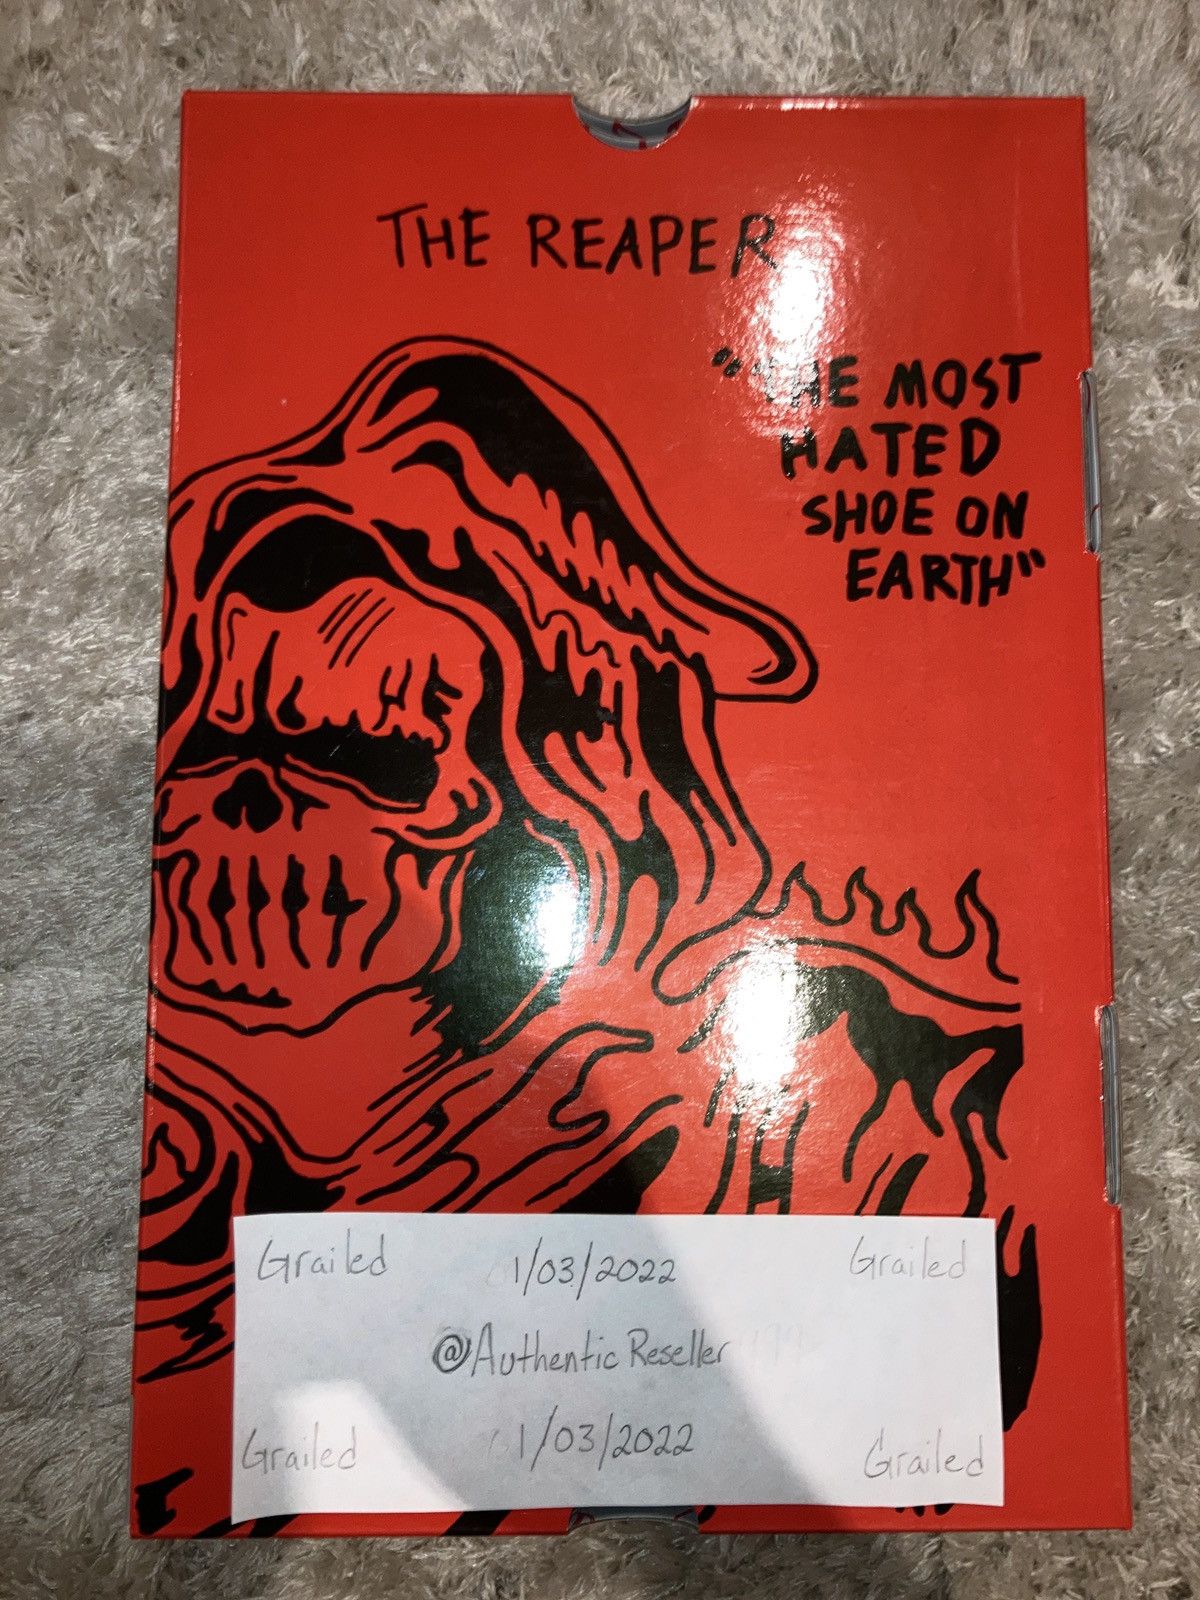 THE REAPER
"THE MOST
HATED
SHOE ON
EARTH"
Grailed 1/03/2022 Grailed
@AuthenticReseller
Grailed 1/03/2022 Grailed